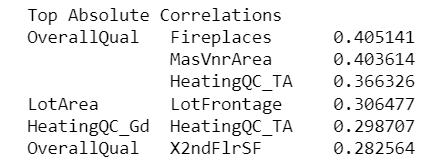 Top Absolute Correlations
OverallQual Fireplaces 0.405141
MasVnrArea 0.403614
HeatingQC_TA 0.366326
LotArea LotFrontage 0.306477
HeatingQC_Gd HeatingQC_TA 0.298707
OverallQual X2ndFlrSF 0.282564